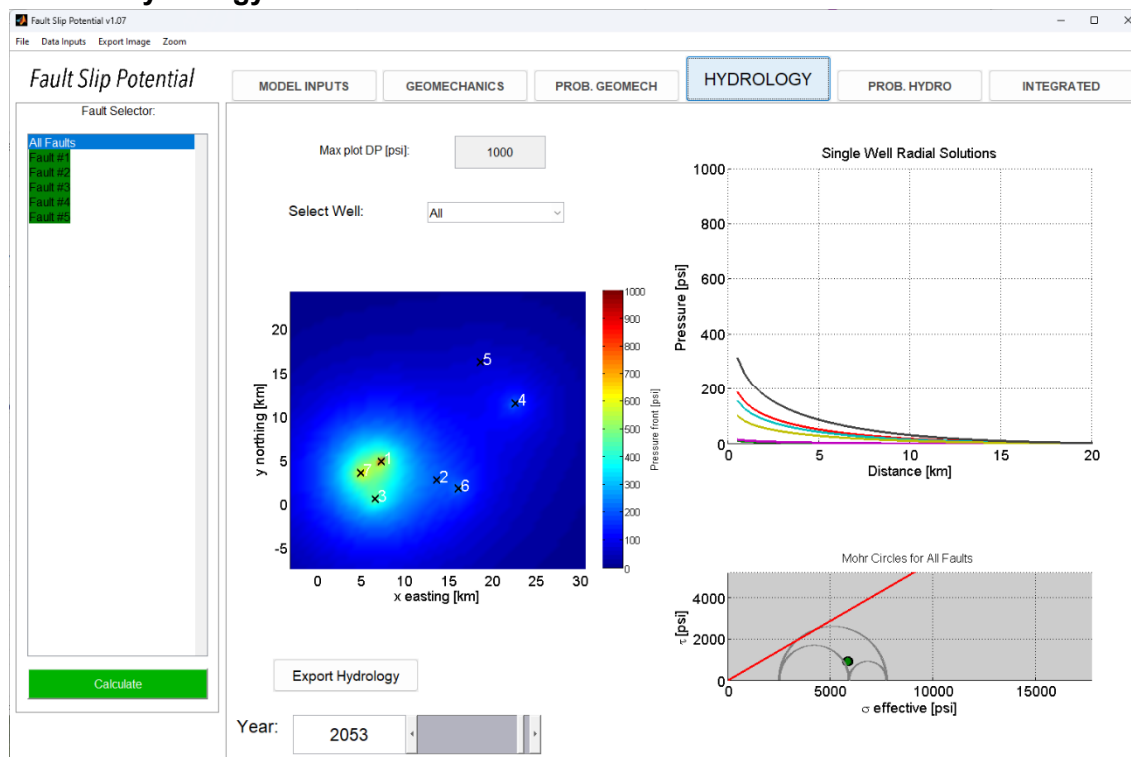 Fault Slip Potential v1.07
File Data Inputs Export Image Zoom
Fault Slip Potential
MODEL INPUTS
GEOMECHANICS
PROB. GEOMECH
HYDROLOGY
PROB. HYDRO
INTEGRATED
Fault Selector:
All Faults
Fault #1
Fault #2
Fault #3
Fault #4
Fault #5
Calculate
Max plot DP [psi]: 1000
Select Well: All
y northing [km]
20
15
10
5
0
-5
0 5 10 15 20 25 30
x easting [km]
5
4
1
7
3
2
6
1000
900
800
700
600
500
400
300
200
100
0
Pressure front [psi]
Export Hydrology
Year: 2053
Single Well Radial Solutions
Pressure [psi]
1000
800
600
400
200
0
0 5 10 15 20
Distance [km]
Mohr Circles for All Faults
τ [psi]
4000
2000
0
0 5000 10000 15000
σ effective [psi]